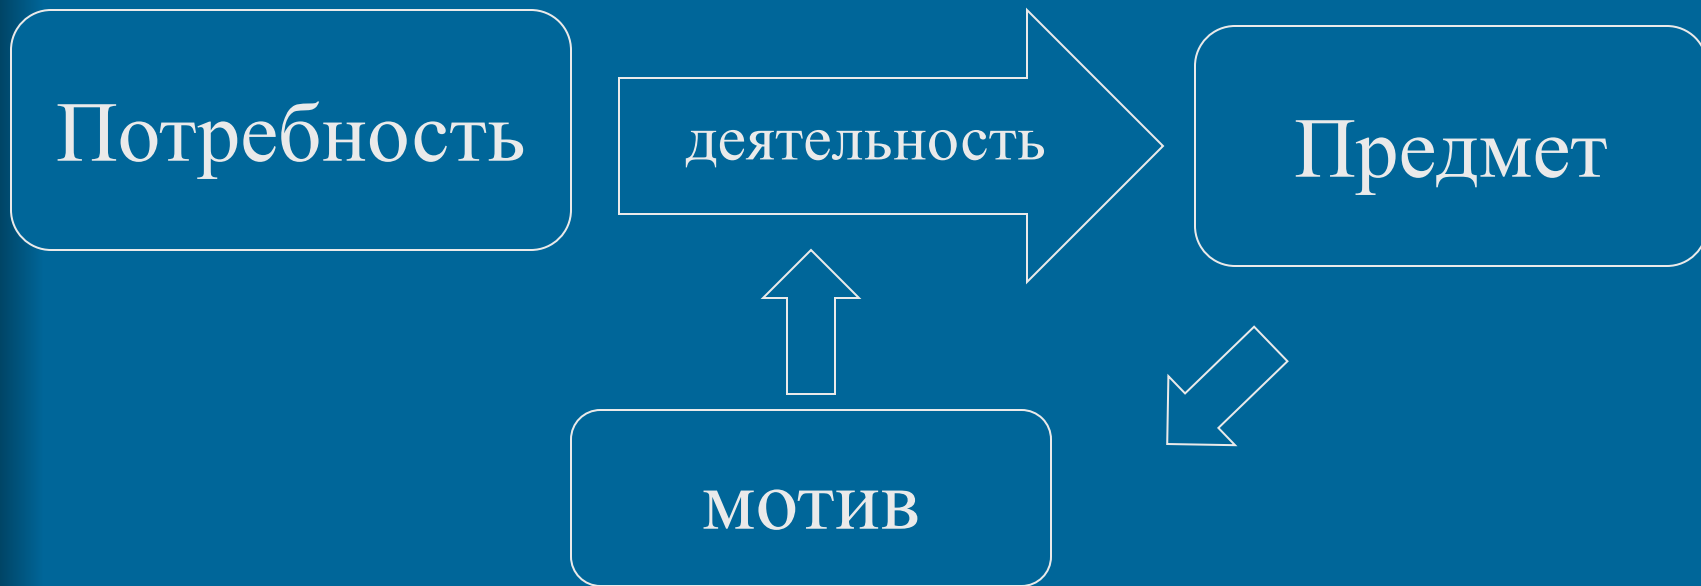 Потребность
деятельность
Предмет
мотив